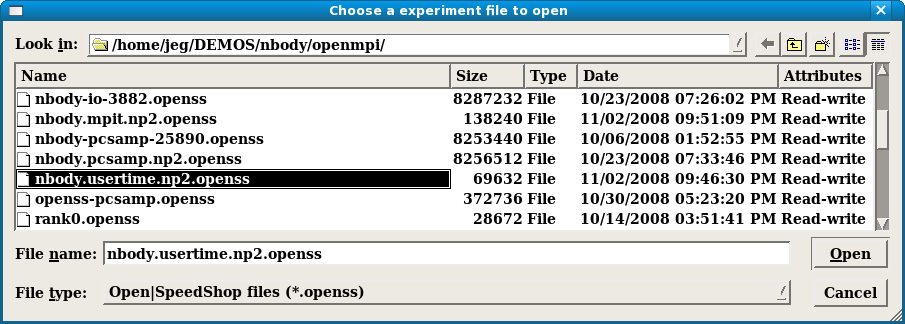 Choose a experiment file to open
Look in: /home/jeg/DEMOS/nbody/openmpi/
Name Size Type Date Attributes
nbody-io-3882.openss 8287232 File 10/23/2008 07:26:02 PM Read-write
nbody.mpit.np2.openss 138240 File 11/02/2008 09:51:09 PM Read-write
nbody-pcsamp-25890.openss 8253440 File 10/06/2008 01:52:55 PM Read-write
nbody.pcsamp.np2.openss 8256512 File 10/23/2008 07:33:46 PM Read-write
nbody.usertime.np2.openss 69632 File 11/02/2008 09:46:30 PM Read-write
openss-pcsamp.openss 372736 File 10/30/2008 05:23:20 PM Read-write
rank0.openss 28672 File 10/14/2008 03:51:41 PM Read-write
File name: nbody.usertime.np2.openss Open
File type: Open|SpeedShop files (*.openss) Cancel